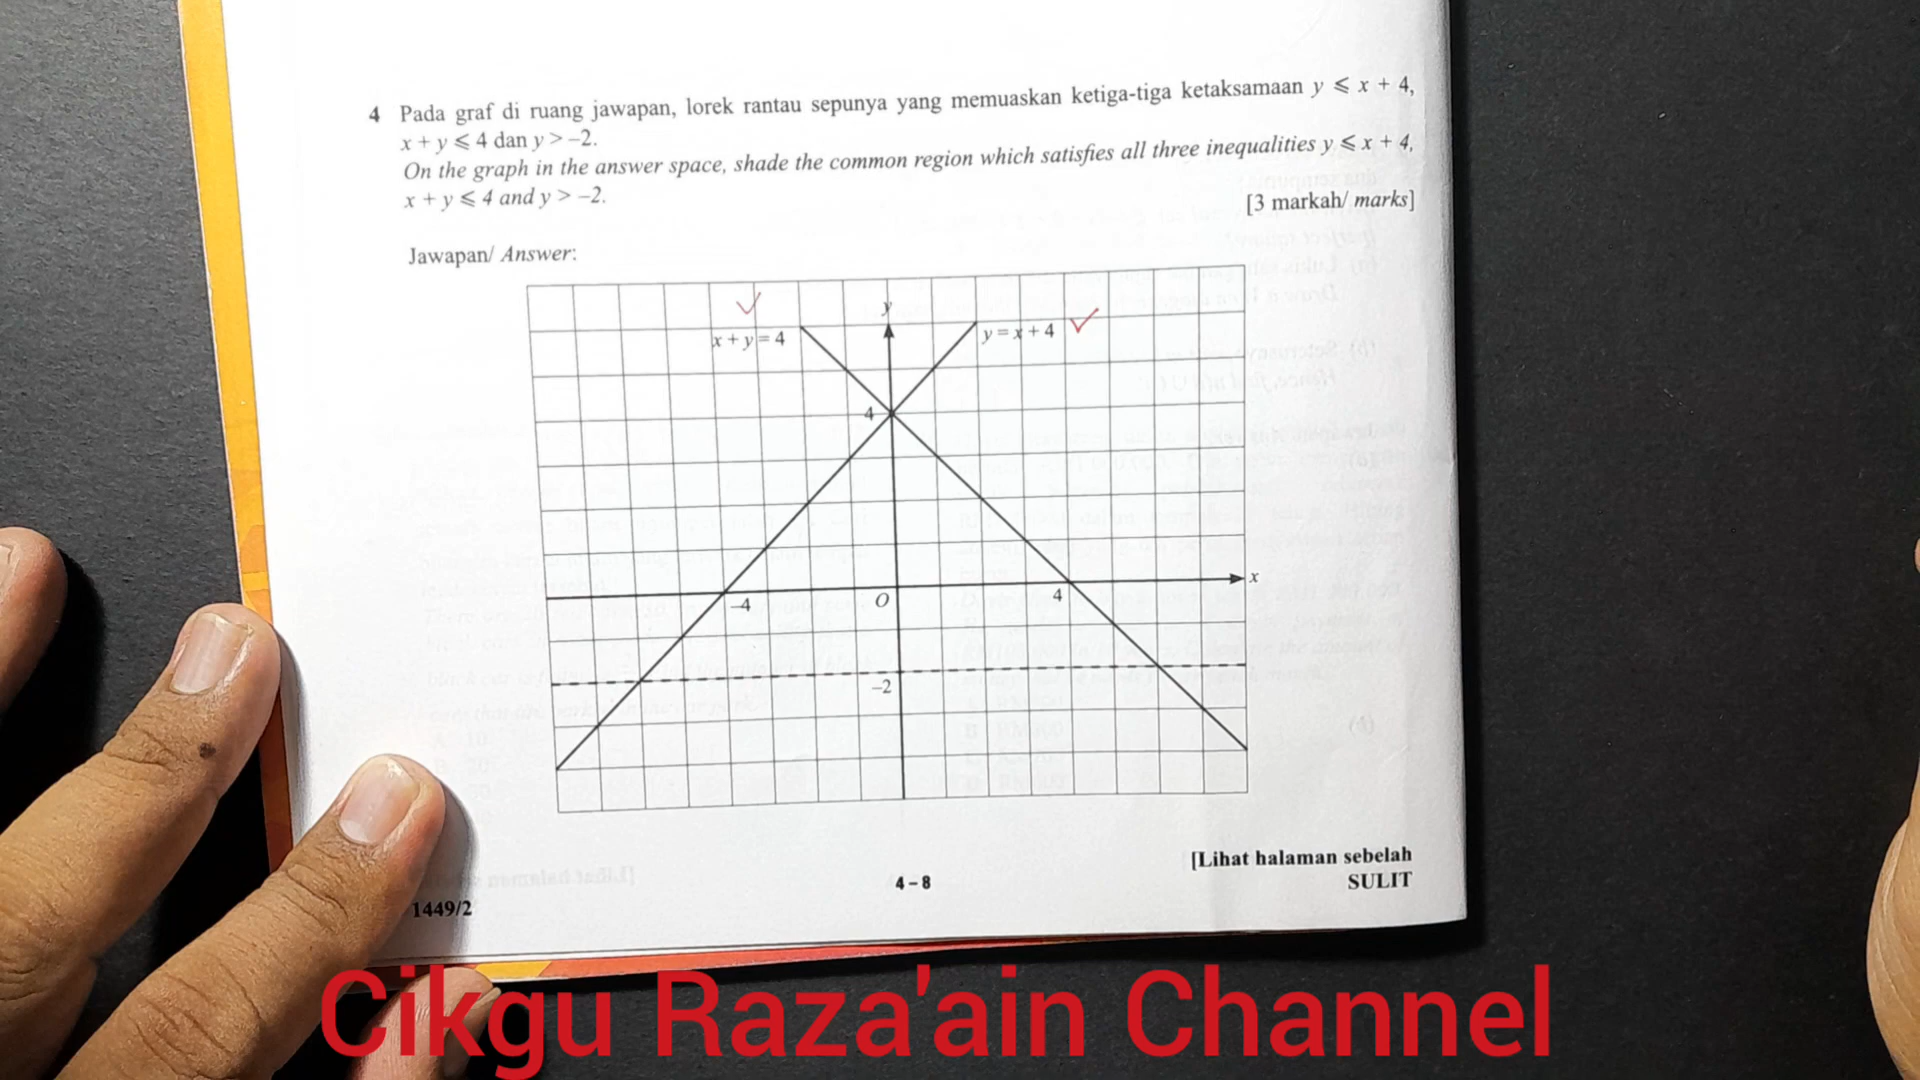 4 Pada graf di ruang jawapan, lorek rantau sepunya yang memuaskan ketiga-tiga ketaksamaan y ⩽ x + 4,
x + y ⩽ 4 dan y > –2.
On the graph in the answer space, shade the common region which satisfies all three inequalities y ⩽ x + 4,
x + y ⩽ 4 and y > –2.
[3 markah/ marks]
Jawapan/ Answer:
y
x + y = 4
y = x + 4
4
x
–4
O
4
–2
[Lihat halaman sebelah
4 – 8
SULIT
1449/2
Cikgu Raza'ain Channel